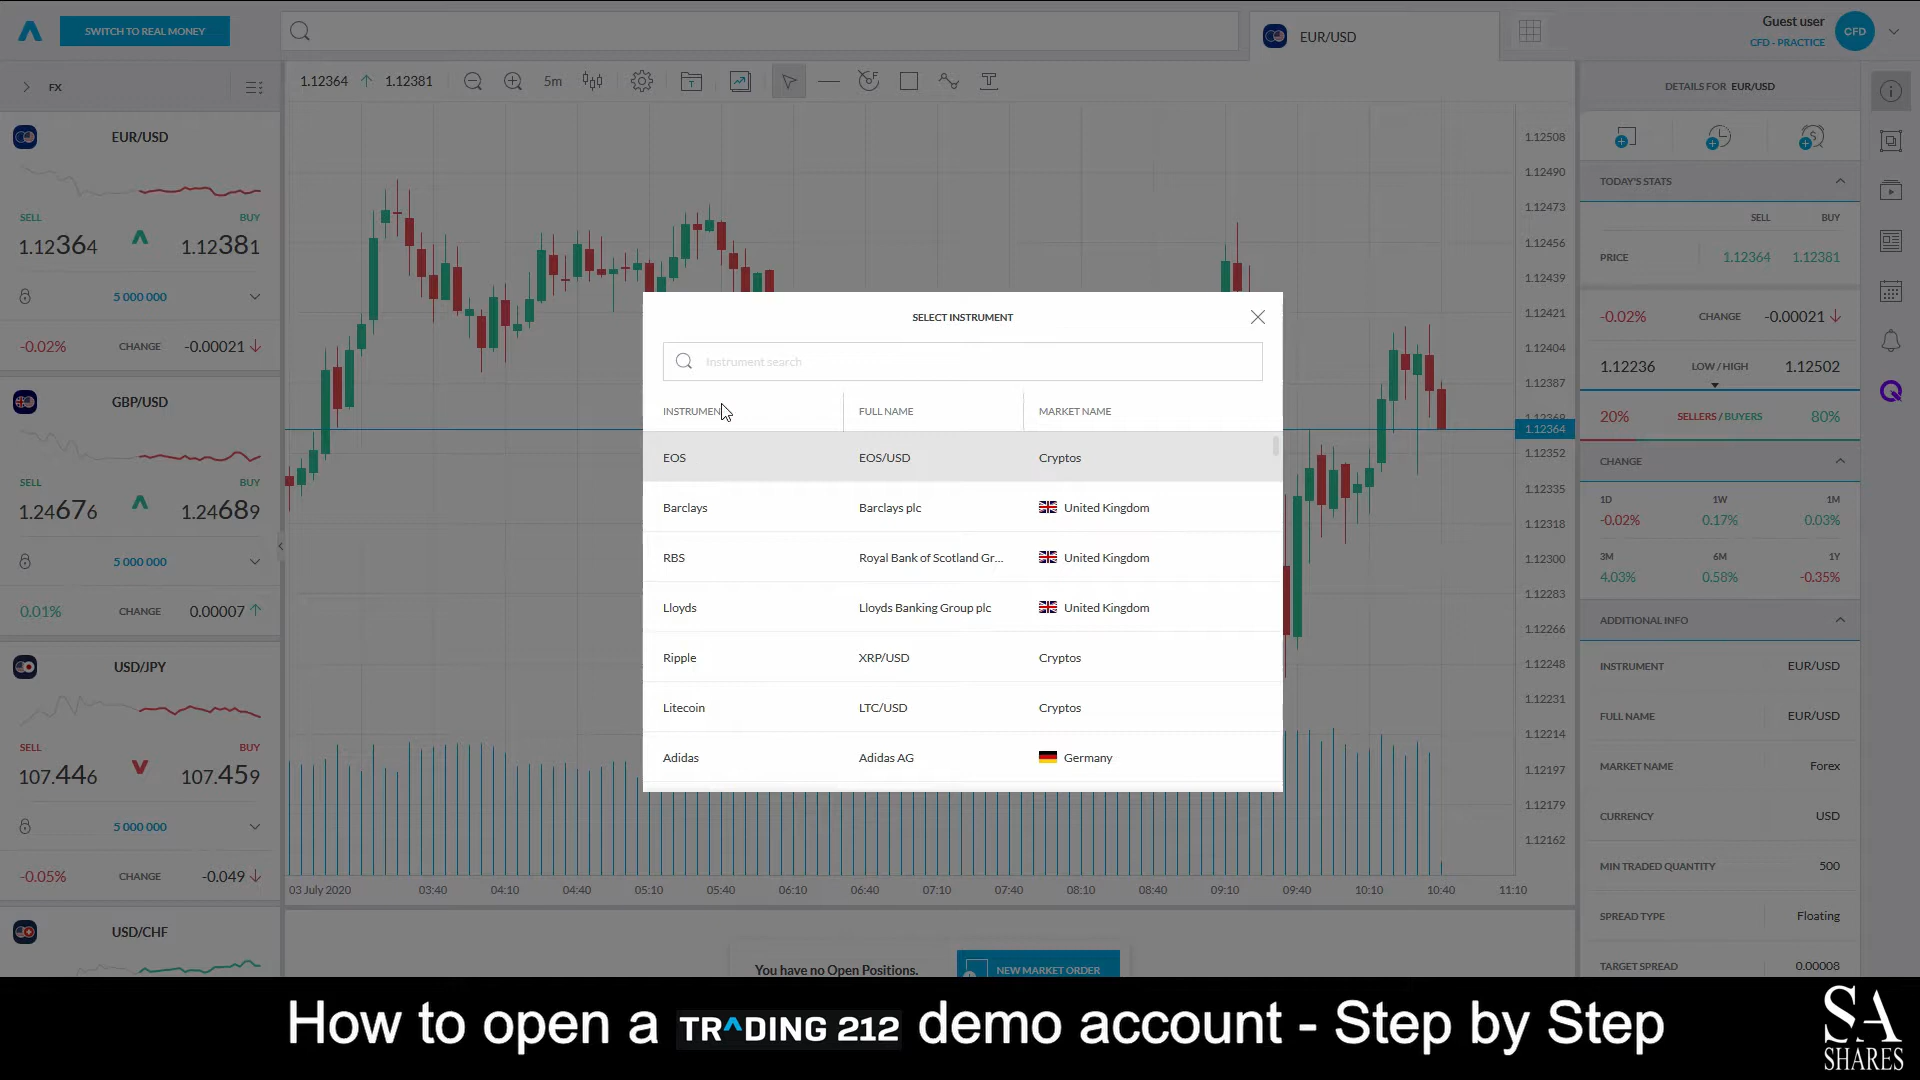 SWITCH TO REAL MONEY
EUR/USD
Guest user
CFD - PRACTICE
CFD
FX
1.12364 1.12381 5m
DETAILS FOR EUR/USD
EUR/USD
SELL BUY
1.12364 1.12381
5 000 000
-0.02% CHANGE -0.00021
GBP/USD
SELL BUY
1.24676 1.24689
5 000 000
0.01% CHANGE 0.00007
USD/JPY
SELL BUY
107.446 107.459
5 000 000
-0.05% CHANGE -0.049
USD/CHF
SELECT INSTRUMENT
Instrument search
INSTRUMEN FULL NAME MARKET NAME
EOS EOS/USD Cryptos
Barclays Barclays plc United Kingdom
RBS Royal Bank of Scotland Gr... United Kingdom
Lloyds Lloyds Banking Group plc United Kingdom
Ripple XRP/USD Cryptos
Litecoin LTC/USD Cryptos
Adidas Adidas AG Germany
1.12508
1.12490
1.12473
1.12456
1.12439
1.12421
1.12404
1.12387
1.12368
1.12364
1.12352
1.12335
1.12318
1.12300
1.12283
1.12266
1.12248
1.12231
1.12214
1.12197
1.12179
1.12162
03 July 2020 03:40 04:10 04:40 05:10 05:40 06:10 06:40 07:10 07:40 08:10 08:40 09:10 09:40 10:10 10:40 11:10
You have no Open Positions.
NEW MARKET ORDER
TODAY'S STATS
SELL BUY
PRICE 1.12364 1.12381
-0.02% CHANGE -0.00021
1.12236 LOW / HIGH 1.12502
20% SELLERS / BUYERS 80%
CHANGE
1D 1W 1M
-0.02% 0.17% 0.03%
3M 6M 1Y
4.03% 0.58% -0.35%
ADDITIONAL INFO
INSTRUMENT EUR/USD
FULL NAME EUR/USD
MARKET NAME Forex
CURRENCY USD
MIN TRADED QUANTITY 500
SPREAD TYPE Floating
TARGET SPREAD 0.00008
How to open a TRADING 212 demo account - Step by Step
SA
SHARES